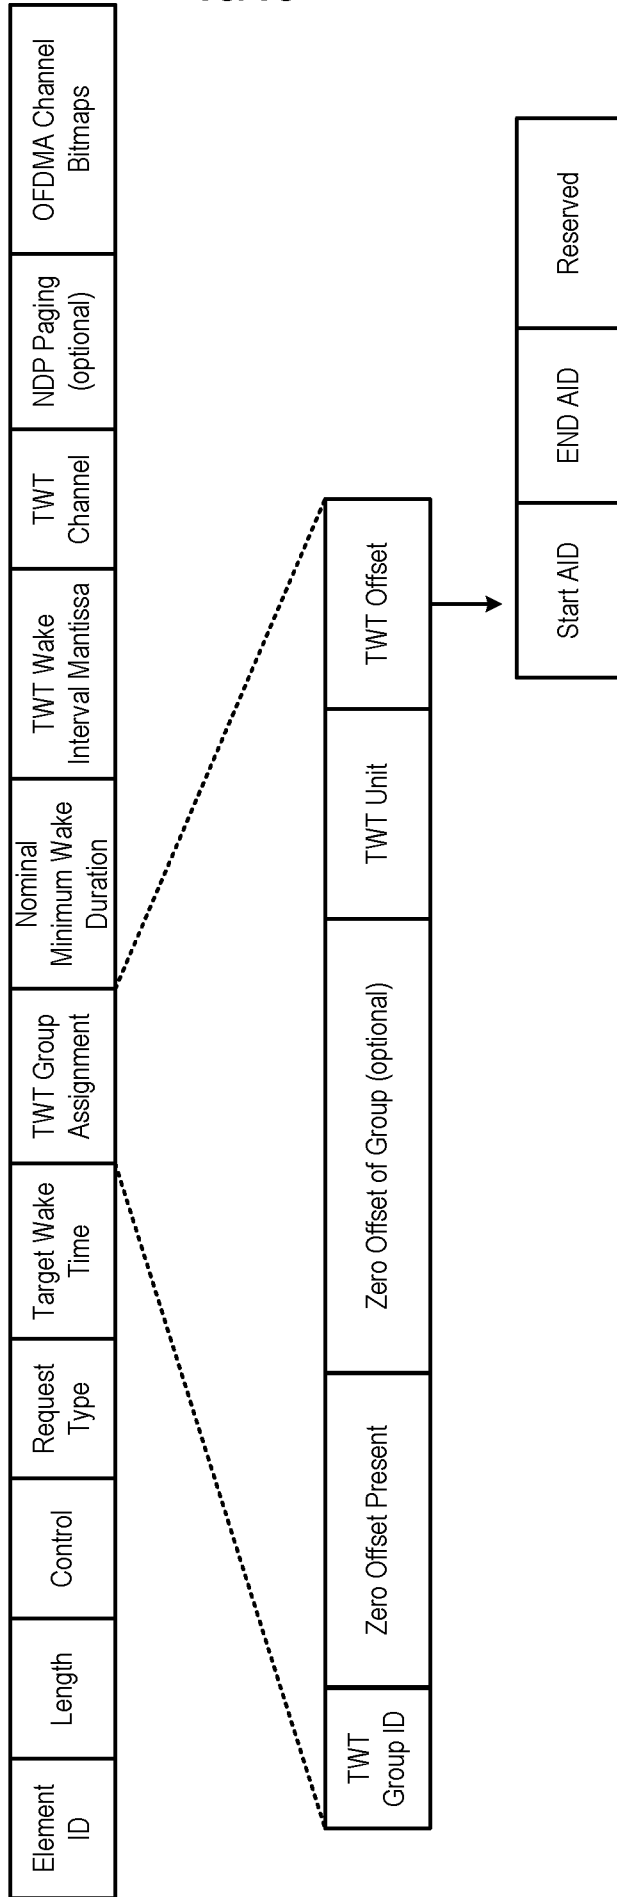 Element
ID
Length
Control
Request
Type
Target Wake
Time
TWT Group
Assignment
Nominal
Minimum Wake
Duration
TWT Wake
Interval Mantissa
TWT
Channel
NDP Paging
(optional)
OFDMA Channel
Bitmaps
TWT
Group ID
Zero Offset Present
Zero Offset of Group (optional)
TWT Unit
TWT Offset
Start AID
END AID
Reserved